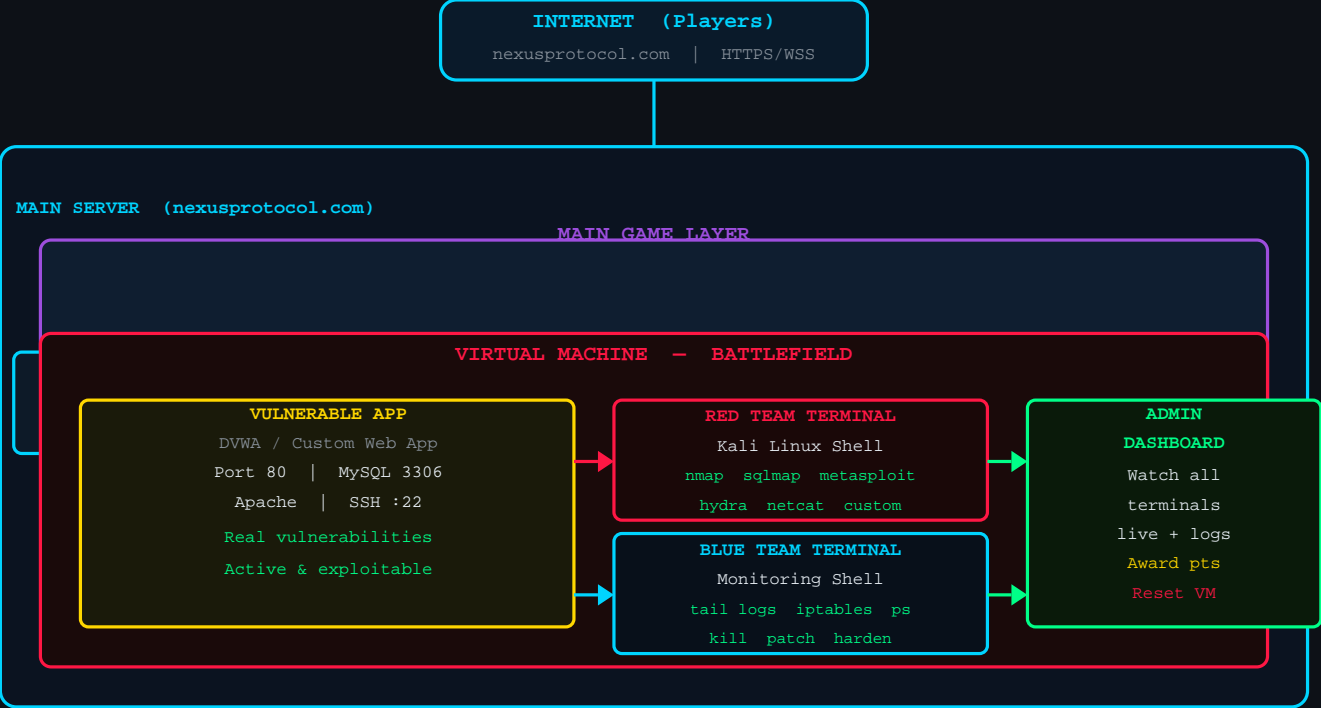 INTERNET (Players)
nexusprotocol.com | HTTPS/WSS
MAIN SERVER (nexusprotocol.com)
MAIN GAME LAYER
VIRTUAL MACHINE — BATTLEFIELD
VULNERABLE APP
DVWA / Custom Web App
Port 80 | MySQL 3306
Apache | SSH :22
Real vulnerabilities
Active & exploitable
RED TEAM TERMINAL
Kali Linux Shell
nmap sqlmap metasploit
hydra netcat custom
BLUE TEAM TERMINAL
Monitoring Shell
tail logs iptables ps
kill patch harden
ADMIN
DASHBOARD
Watch all
terminals
live + logs
Award pts
Reset VM